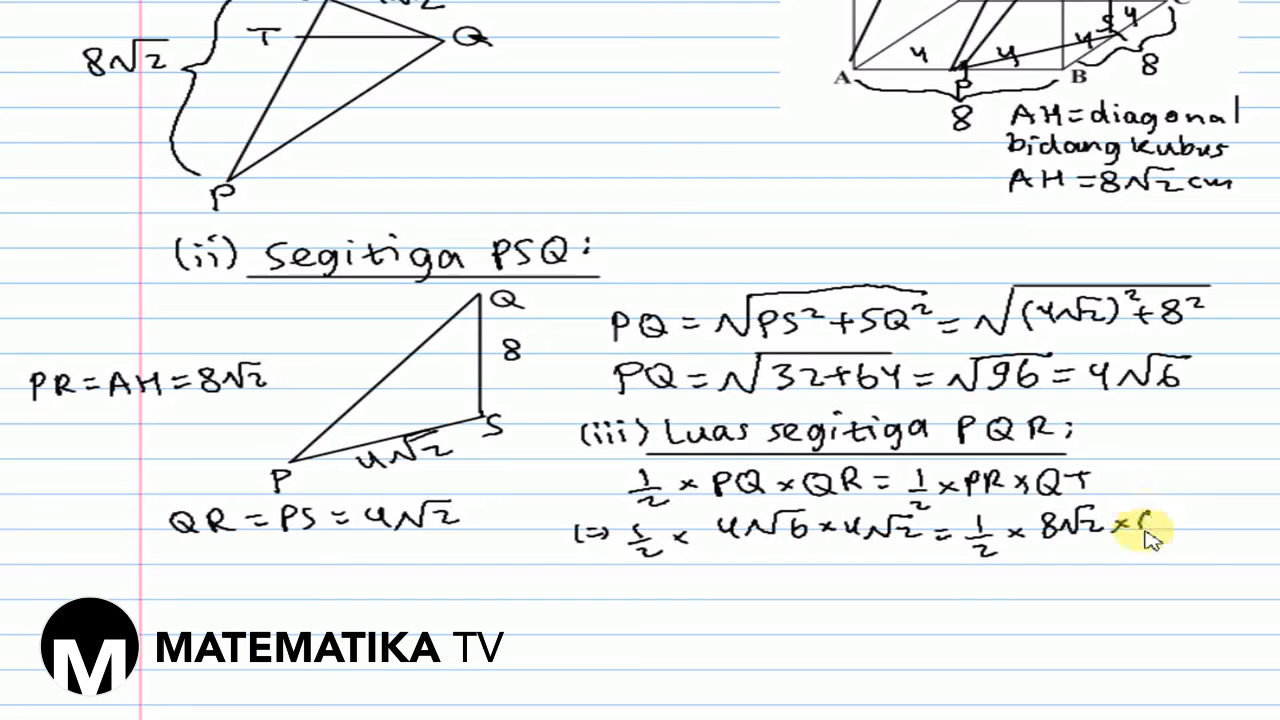 8√2
T
Q
P
A
4
P
4
4
S
4
B
8
8
AH = diagonal
bidang kubus
AH = 8√2 cm
(ii) Segitiga PSQ:
Q
8
S
4√2
P
PR = AH = 8√2
QR = PS = 4√2
PQ = √PS² + SQ² = √(4√2)² + 8²
PQ = √32+64 = √96 = 4√6
(iii) Luas segitiga PQR:
1/2 × PQ × QR = 1/2 × PR × QT
⇔ 1/2 × 4√6 × 4√2 = 1/2 × 8√2 ×
M MATEMATIKA TV